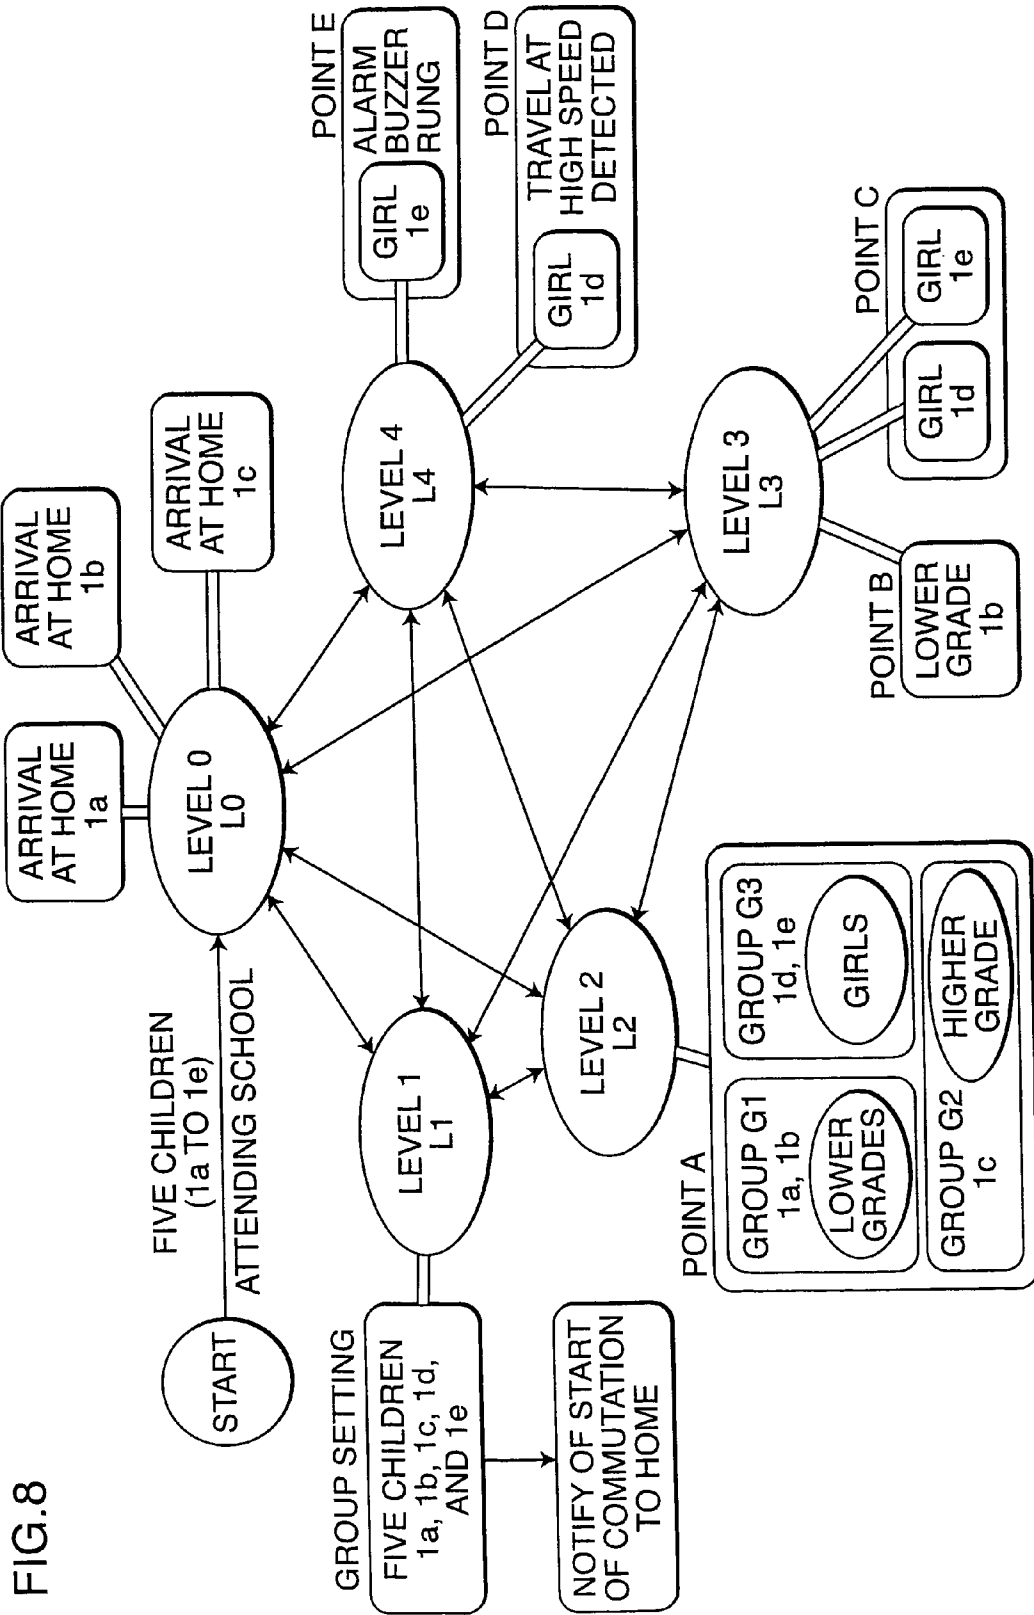 FIG.8
START
FIVE CHILDREN
(1a TO 1e)
ATTENDING SCHOOL
LEVEL 0
L0
ARRIVAL
AT HOME
1a
ARRIVAL
AT HOME
1b
ARRIVAL
AT HOME
1c
GROUP SETTING
FIVE CHILDREN
1a, 1b, 1c, 1d,
AND 1e
NOTIFY OF START
OF COMMUTATION
TO HOME
LEVEL 1
L1
LEVEL 2
L2
LEVEL 4
L4
POINT E
GIRL
1e
ALARM
BUZZER
RUNG
POINT D
GIRL
1d
TRAVEL AT
HIGH SPEED
DETECTED
LEVEL 3
L3
POINT A
GROUP G1
1a, 1b
LOWER
GRADES
GROUP G3
1d, 1e
GIRLS
GROUP G2
1c
HIGHER
GRADE
POINT B
LOWER
GRADE
1b
POINT C
GIRL
1d
GIRL
1e